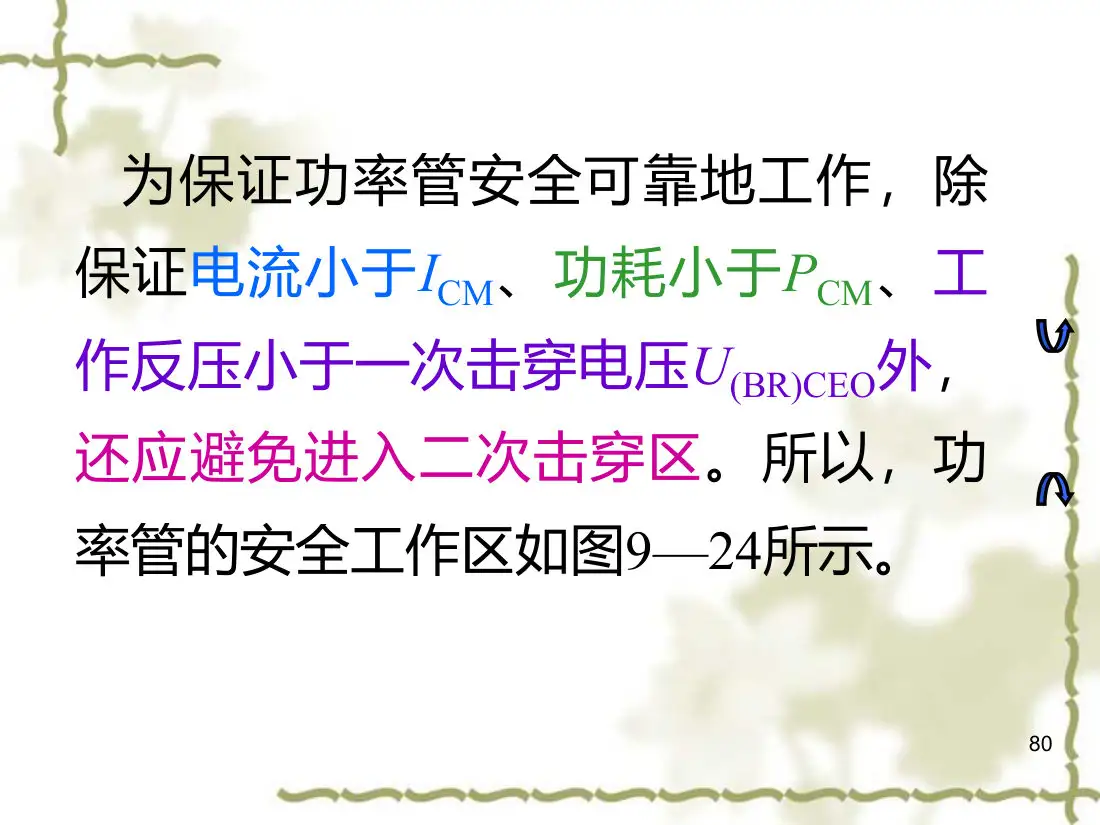 为保证功率管安全可靠地工作，除
保证电流小于ICM、功耗小于PCM、工
作反压小于一次击穿电压U(BR)CEO外，
还应避免进入二次击穿区。所以，功
率管的安全工作区如图9—24所示。
80